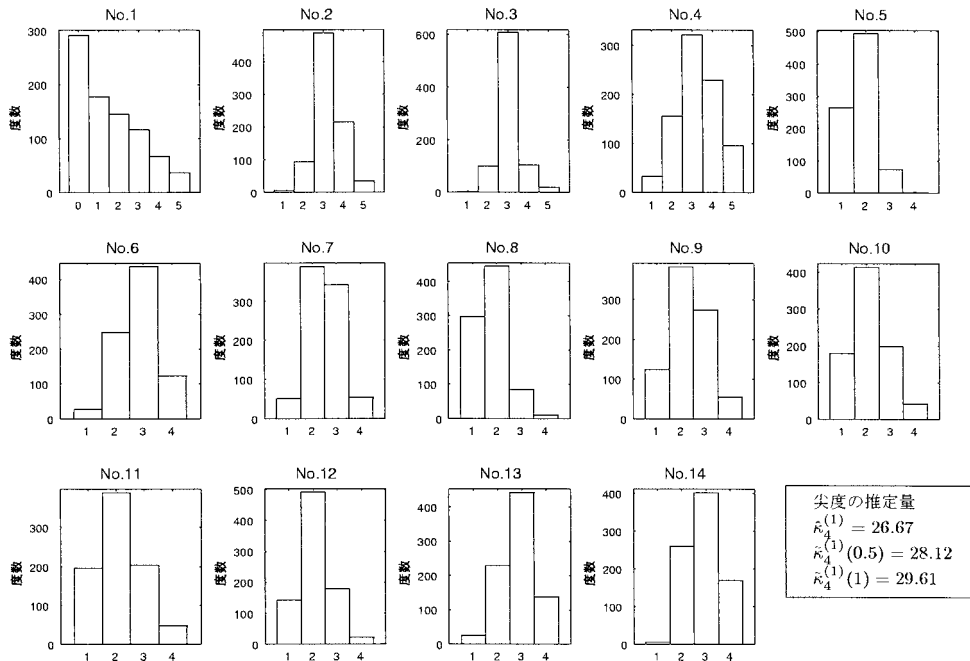 No.1 No.2 No.3 No.4 No.5
300 200 100 0 度数 0 1 2 3 4 5
400 300 200 100 0 度数 1 2 3 4 5
600 400 200 0 度数 1 2 3 4 5
300 200 100 0 度数 1 2 3 4 5
500 400 300 200 100 0 度数 1 2 3 4
No.6 No.7 No.8 No.9 No.10
400 300 200 100 0 度数 1 2 3 4
300 200 100 0 度数 1 2 3 4
400 300 200 100 0 度数 1 2 3 4
300 200 100 0 度数 1 2 3 4
400 300 200 100 0 度数 1 2 3 4
No.11 No.12 No.13 No.14
300 200 100 0 度数 1 2 3 4
500 400 300 200 100 0 度数 1 2 3 4
400 300 200 100 0 度数 1 2 3 4
400 300 200 100 0 度数 1 2 3 4
尖度の推定量
κ̂₄⁽¹⁾ = 26.67
κ̃₄⁽¹⁾(0.5) = 28.12
κ̃₄⁽¹⁾(1) = 29.61